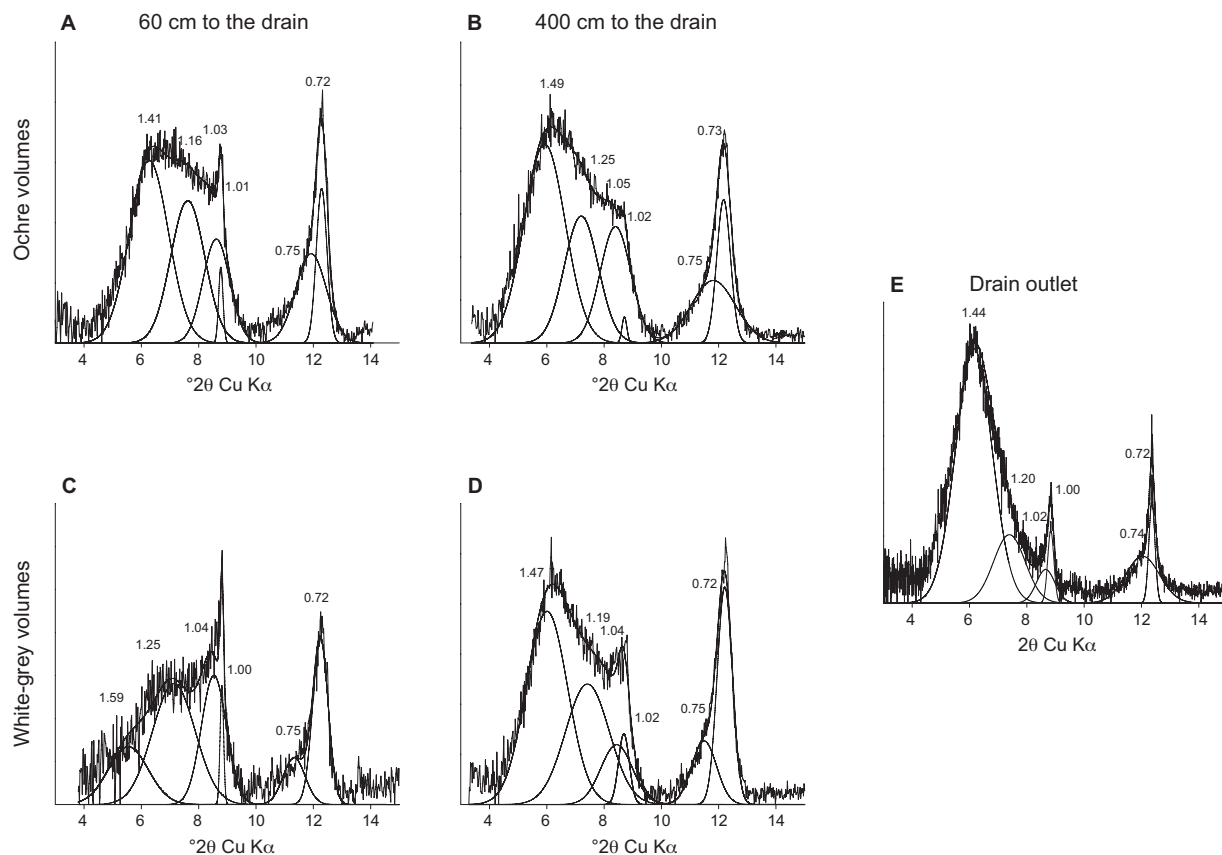 A 60 cm to the drain
B 400 cm to the drain
Ochre volumes
1.41
1.16
1.03
1.01
0.75
0.72
4 6 8 10 12 14
°2θ Cu Kα
1.49
1.25
1.05
1.02
0.75
0.73
4 6 8 10 12 14
°2θ Cu Kα
White-grey volumes
C
1.59
1.25
1.04
1.00
0.75
0.72
4 6 8 10 12 14
°2θ Cu Kα
D
1.47
1.19
1.04
1.02
0.75
0.72
4 6 8 10 12 14
°2θ Cu Kα
E Drain outlet
1.44
1.20
1.02
1.00
0.74
0.72
4 6 8 10 12 14
2θ Cu Kα